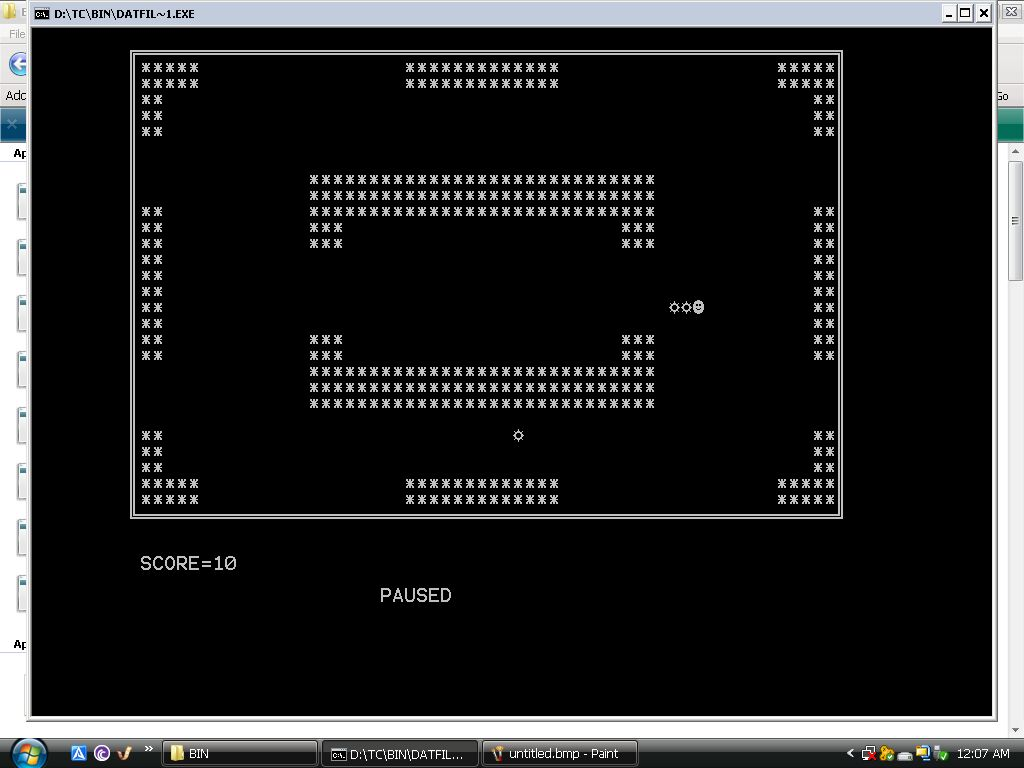 D:\TC\BIN\DATFIL~1.EXE
SCORE=10
PAUSED
BIN
D:\TC\BIN\DATFIL...
untitled.bmp - Paint
12:07 AM